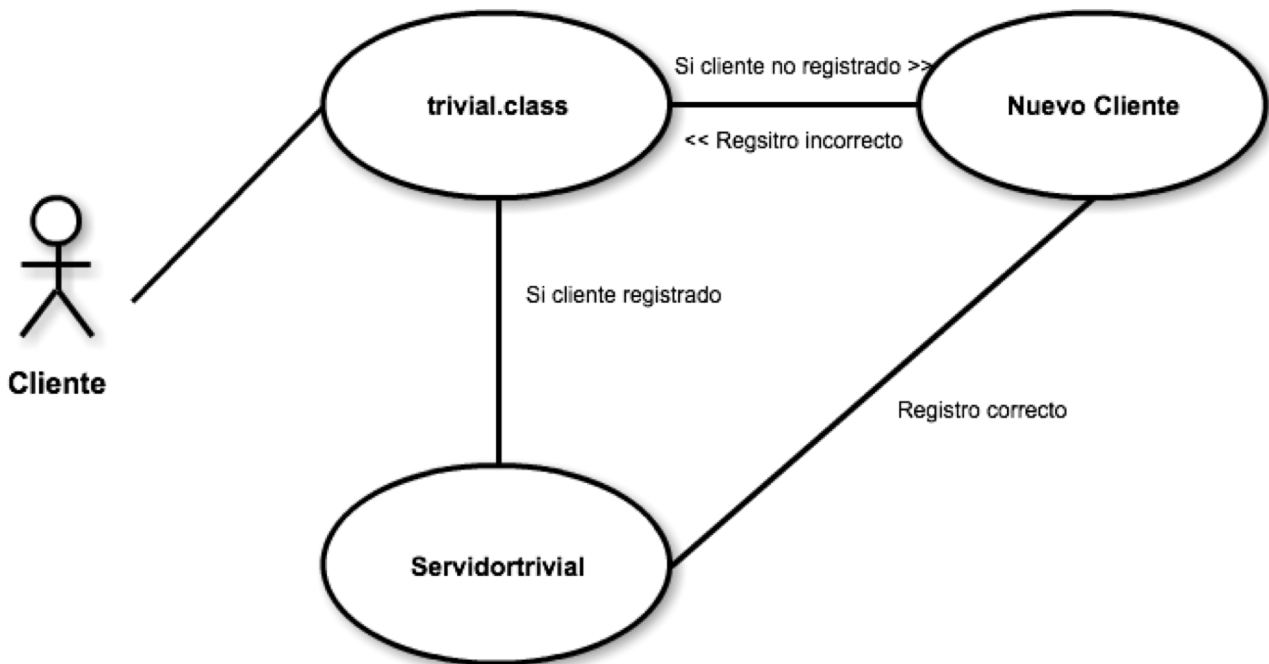 Si cliente no registrado >>
trivial.class
Nuevo Cliente
<< Regsitro incorrecto
Si cliente registrado
Cliente
Registro correcto
Servidortrivial